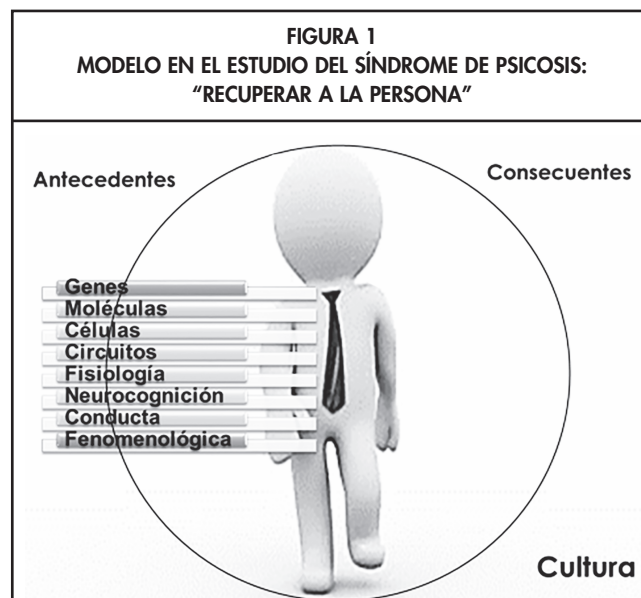 FIGURA 1
MODELO EN EL ESTUDIO DEL SÍNDROME DE PSICOSIS:
“RECUPERAR A LA PERSONA”
Antecedentes
Consecuentes
Genes
Moléculas
Células
Circuitos
Fisiología
Neurocognición
Conducta
Fenomenológica
Cultura